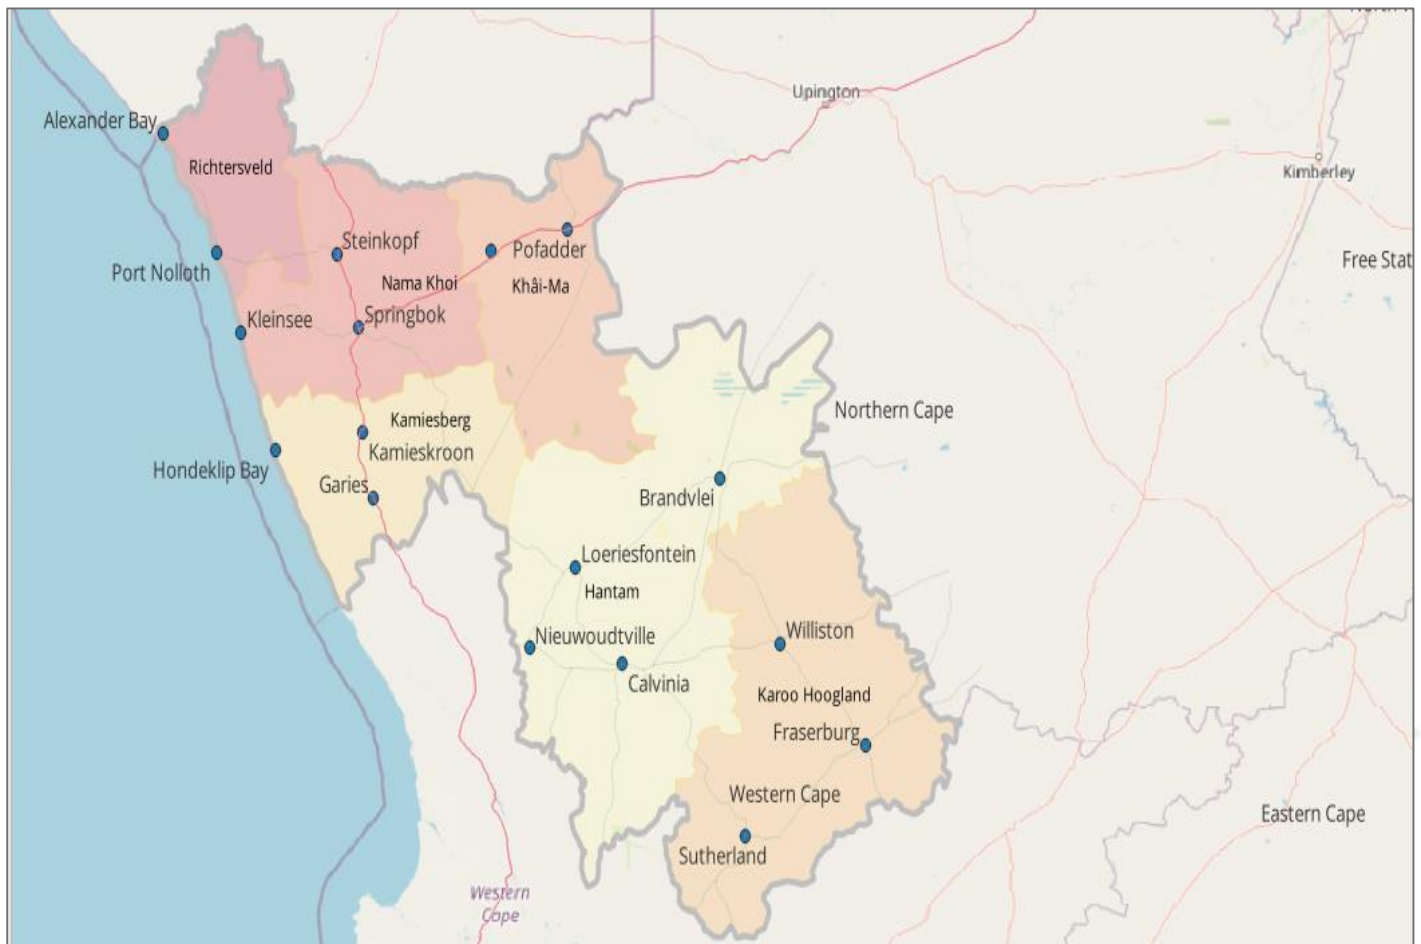 Upington
Alexander Bay
Richtersveld
Kimberley
Steinkopf
Pofadder
Port Nolloth
Nama Khoi
Khâi-Ma
Free Stat
Kleinsee
Springbok
Northern Cape
Kamiesberg
Kamieskroon
Hondeklip Bay
Garies
Brandvlei
Loeriesfontein
Hantam
Nieuwoudtville
Williston
Calvinia
Karoo Hoogland
Fraserburg
Western Cape
Eastern Cape
Sutherland
Western
Cape